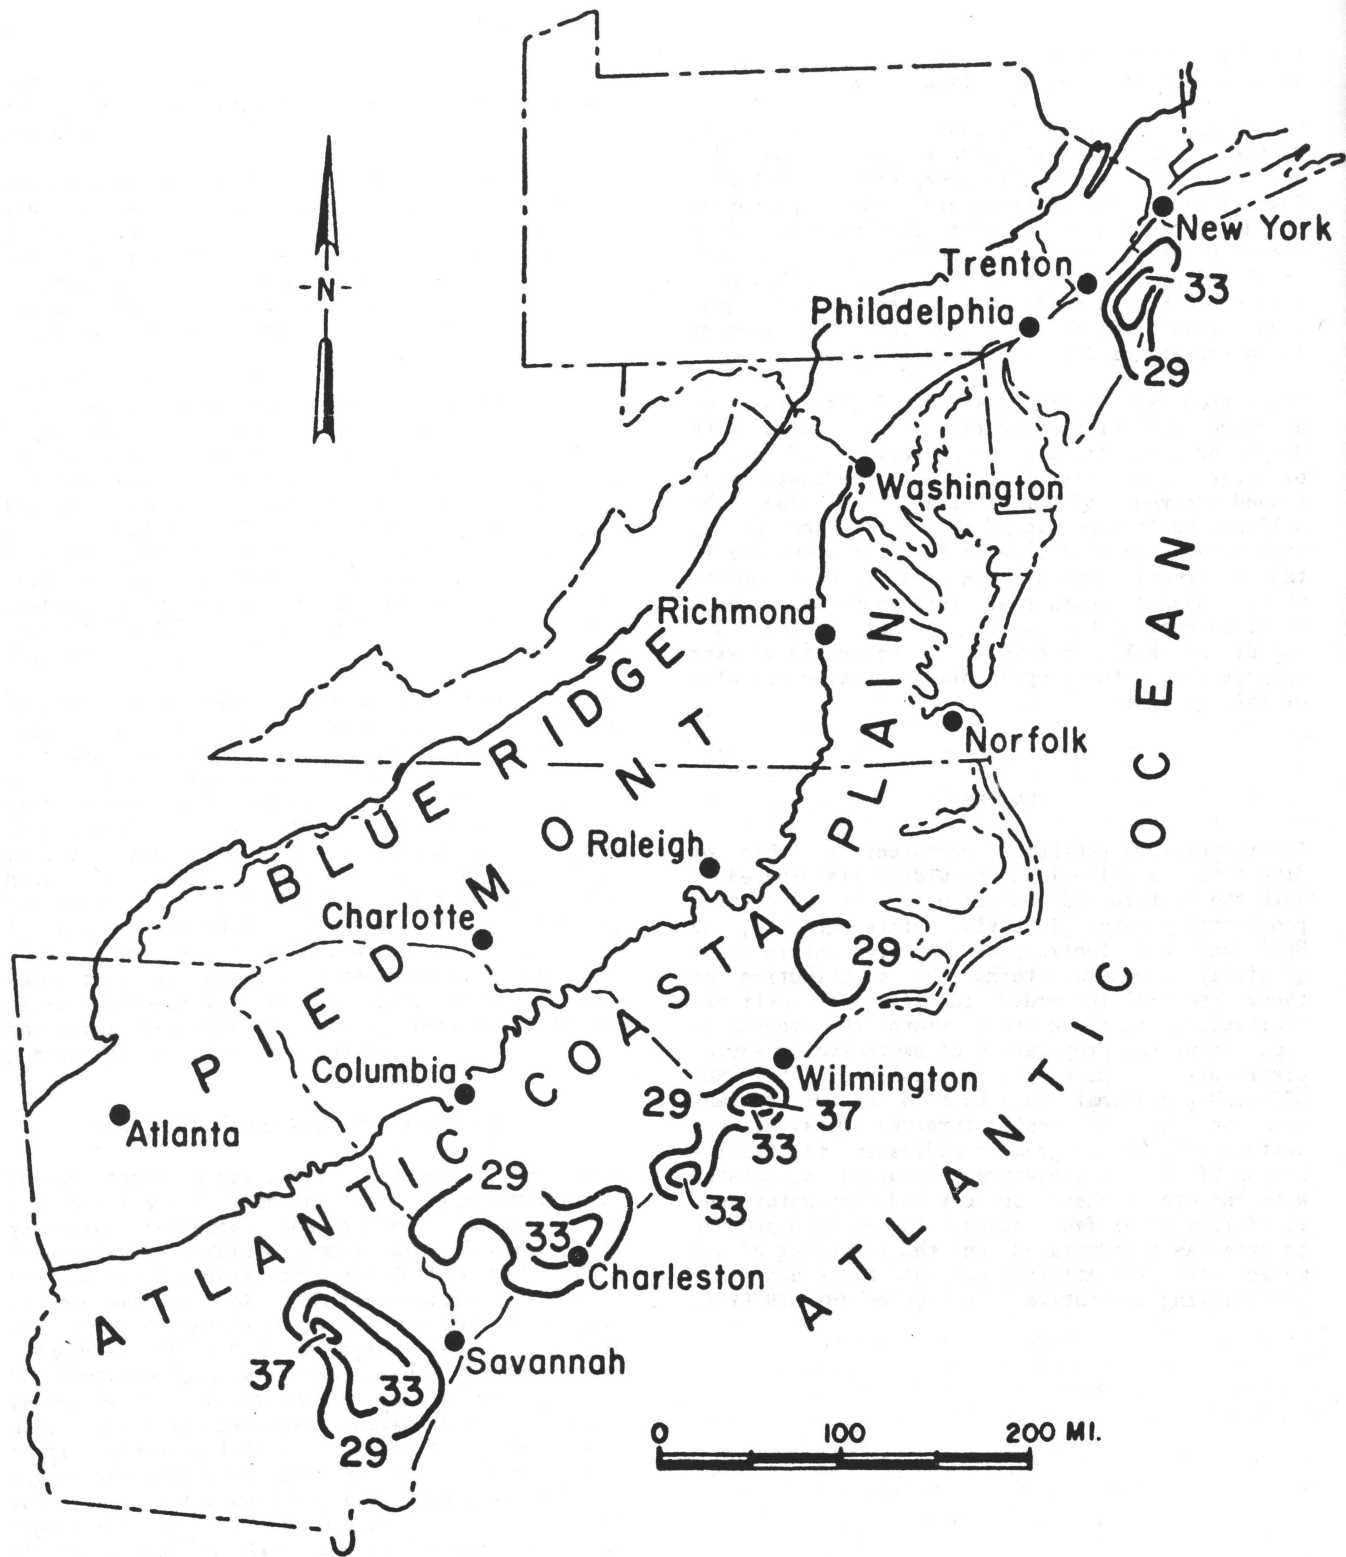 New York
Trenton
33
Philadelphia
29
N
Washington
Richmond
Norfolk
BLUE RIDGE
PIEDMONT
Raleigh
Charlotte
ATLANTIC COASTAL PLAIN
ATLANTIC OCEAN
29
Columbia
Wilmington
29
37
33
Atlanta
29
33
33
Charleston
Savannah
37
33
29
0 100 200 MI.